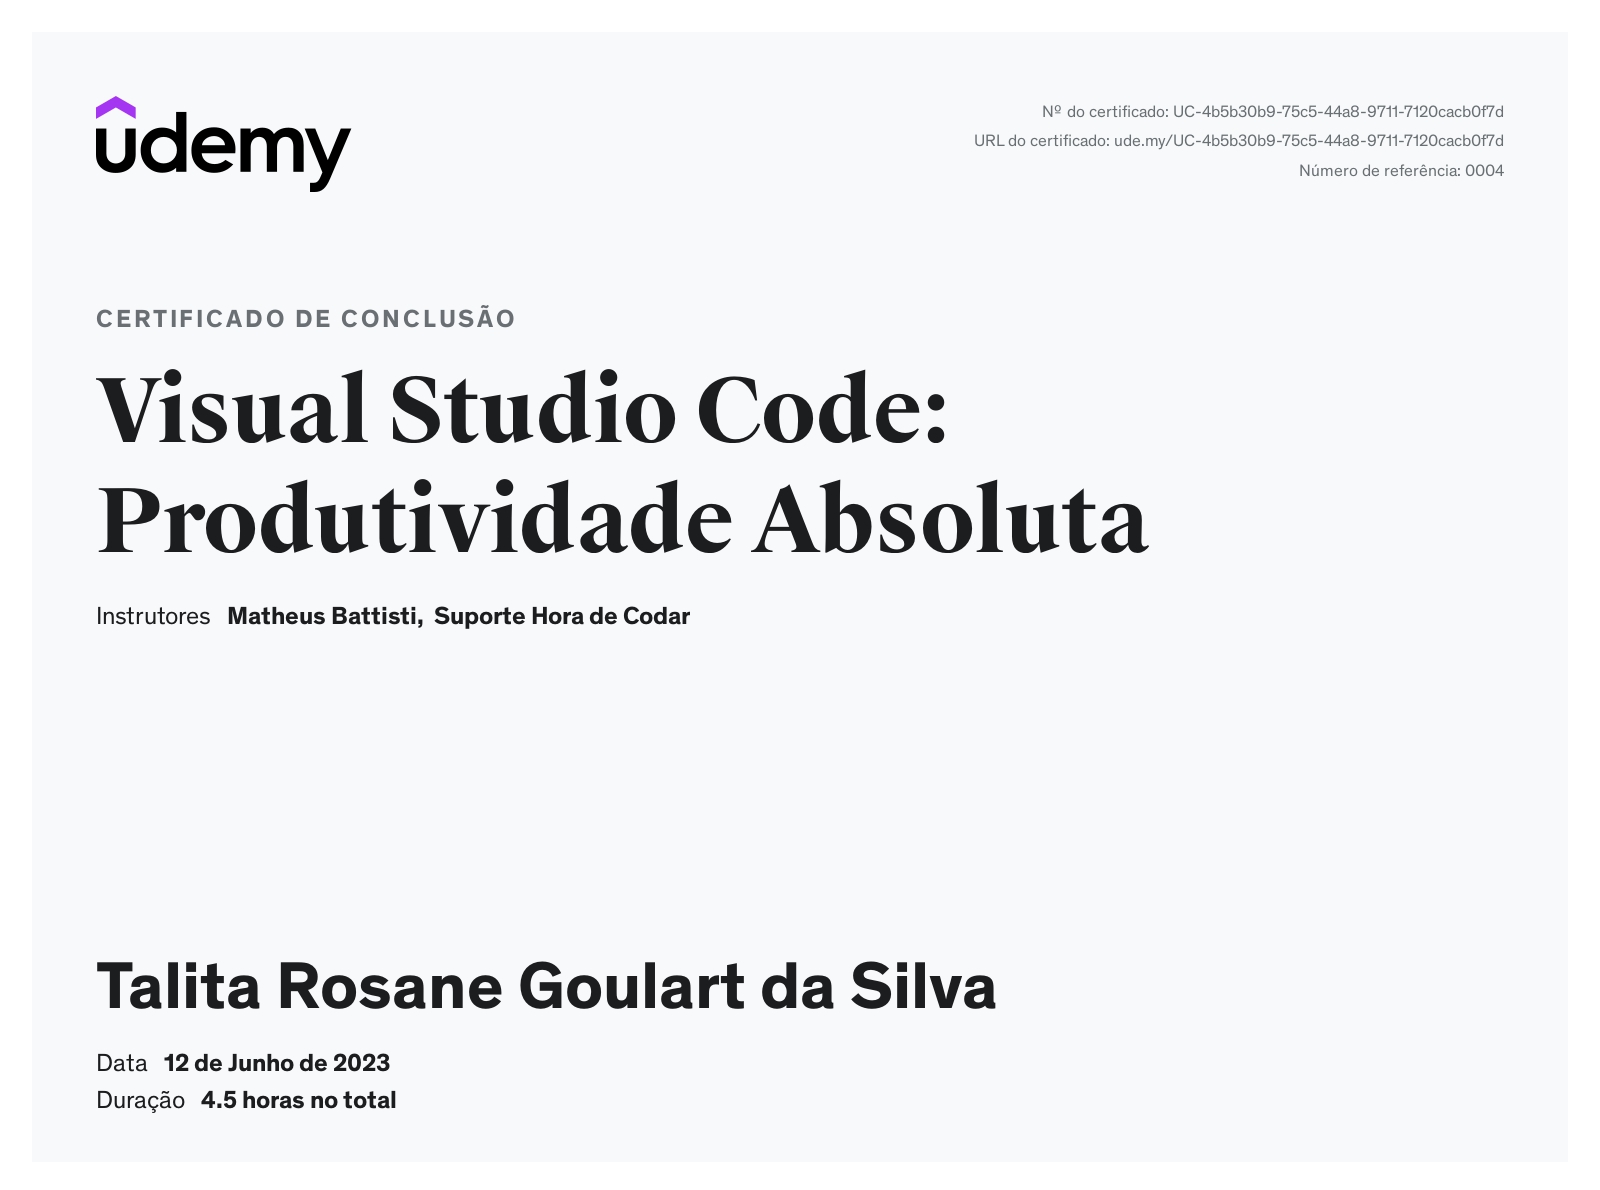 udemy
Nº do certificado: UC-4b5b30b9-75c5-44a8-9711-7120cacb0f7d
URL do certificado: ude.my/UC-4b5b30b9-75c5-44a8-9711-7120cacb0f7d
Número de referência: 0004
CERTIFICADO DE CONCLUSÃO
Visual Studio Code:
Produtividade Absoluta
Instrutores Matheus Battisti, Suporte Hora de Codar
Talita Rosane Goulart da Silva
Data 12 de Junho de 2023
Duração 4.5 horas no total